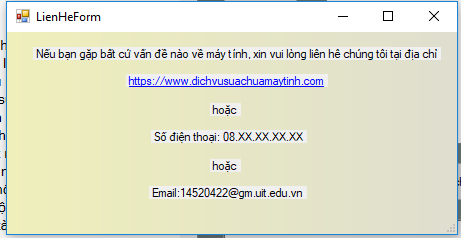 LienHeForm
Nếu bạn gặp bất cứ vấn đề nào về máy tính, xin vui lòng liên hê chúng tôi tại địa chỉ
https://www.dichvusuachuamaytinh.com
hoặc
Số điện thoại: 08.XX.XX.XX.XX
hoặc
Email:14520422@gm.uit.edu.vn